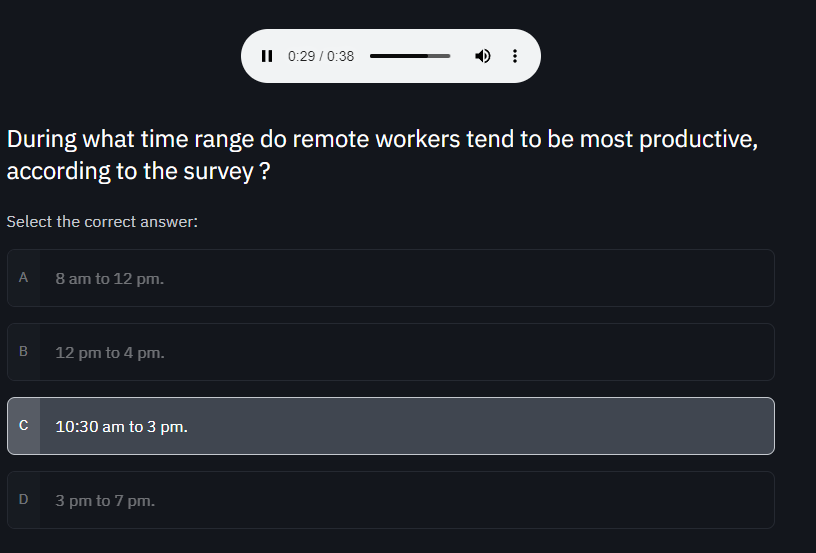 0:29 / 0:38
During what time range do remote workers tend to be most productive,
according to the survey ?
Select the correct answer:
A 8 am to 12 pm.
B 12 pm to 4 pm.
C 10:30 am to 3 pm.
D 3 pm to 7 pm.